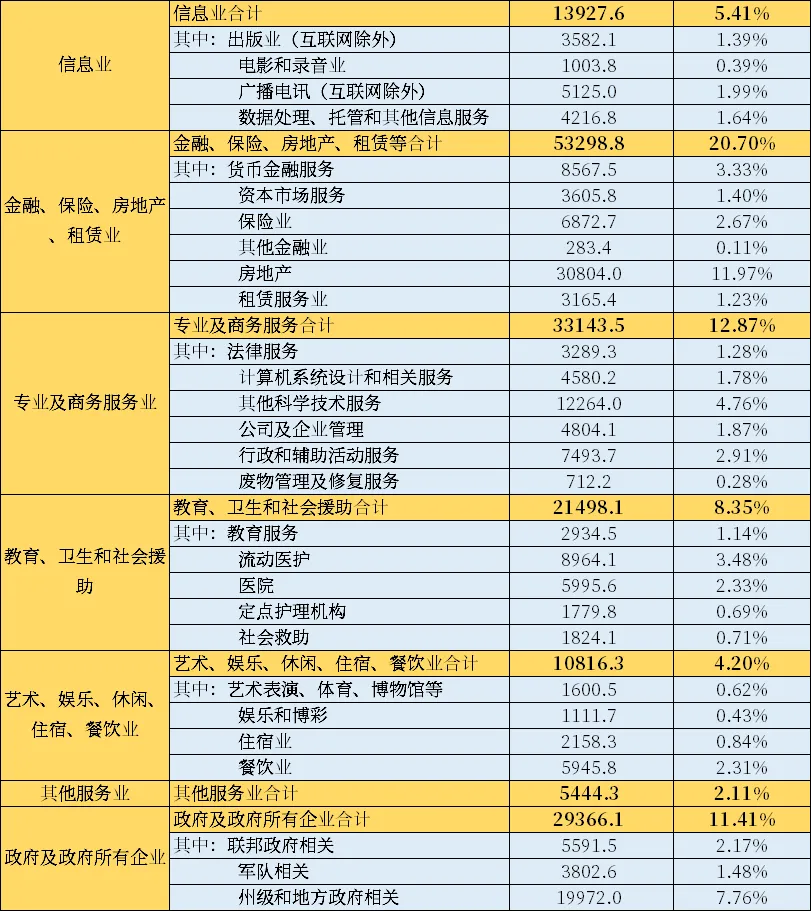 信息业
信息业合计 13927.6 5.41%
其中：出版业（互联网除外） 3582.1 1.39%
电影和录音业 1003.8 0.39%
广播电讯（互联网除外） 5125.0 1.99%
数据处理、托管和其他信息服务 4216.8 1.64%
金融、保险、房地产
、租赁业
金融、保险、房地产、租赁等合计 53298.8 20.70%
其中：货币金融服务 8567.5 3.33%
资本市场服务 3605.8 1.40%
保险业 6872.7 2.67%
其他金融业 283.4 0.11%
房地产 30804.0 11.97%
租赁服务业 3165.4 1.23%
专业及商务服务业
专业及商务服务合计 33143.5 12.87%
其中：法律服务 3289.3 1.28%
计算机系统设计和相关服务 4580.2 1.78%
其他科学技术服务 12264.0 4.76%
公司及企业管理 4804.1 1.87%
行政和辅助活动服务 7493.7 2.91%
废物管理及修复服务 712.2 0.28%
教育、卫生和社会援
助
教育、卫生和社会援助合计 21498.1 8.35%
其中：教育服务 2934.5 1.14%
流动医护 8964.1 3.48%
医院 5995.6 2.33%
定点护理机构 1779.8 0.69%
社会救助 1824.1 0.71%
艺术、娱乐、休闲、
住宿、餐饮业
艺术、娱乐、休闲、住宿、餐饮业合计 10816.3 4.20%
其中：艺术表演、体育、博物馆等 1600.5 0.62%
娱乐和博彩 1111.7 0.43%
住宿业 2158.3 0.84%
餐饮业 5945.8 2.31%
其他服务业 其他服务业合计 5444.3 2.11%
政府及政府所有企业
政府及政府所有企业合计 29366.1 11.41%
其中：联邦政府相关 5591.5 2.17%
军队相关 3802.6 1.48%
州级和地方政府相关 19972.0 7.76%